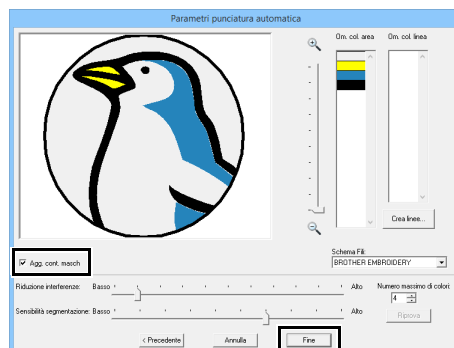 Parametri punciatura automatica
Om. col. area Om. col. linea
Crea linee...
Schema Fili:
BROTHER EMBROIDERY
Agg. cont. masch
Riduzione interferenze: Basso Alto
Numero massimo di colori:
4
Sensibilità segmentazione: Basso Alto
Riprova
< Precedente Annulla Fine